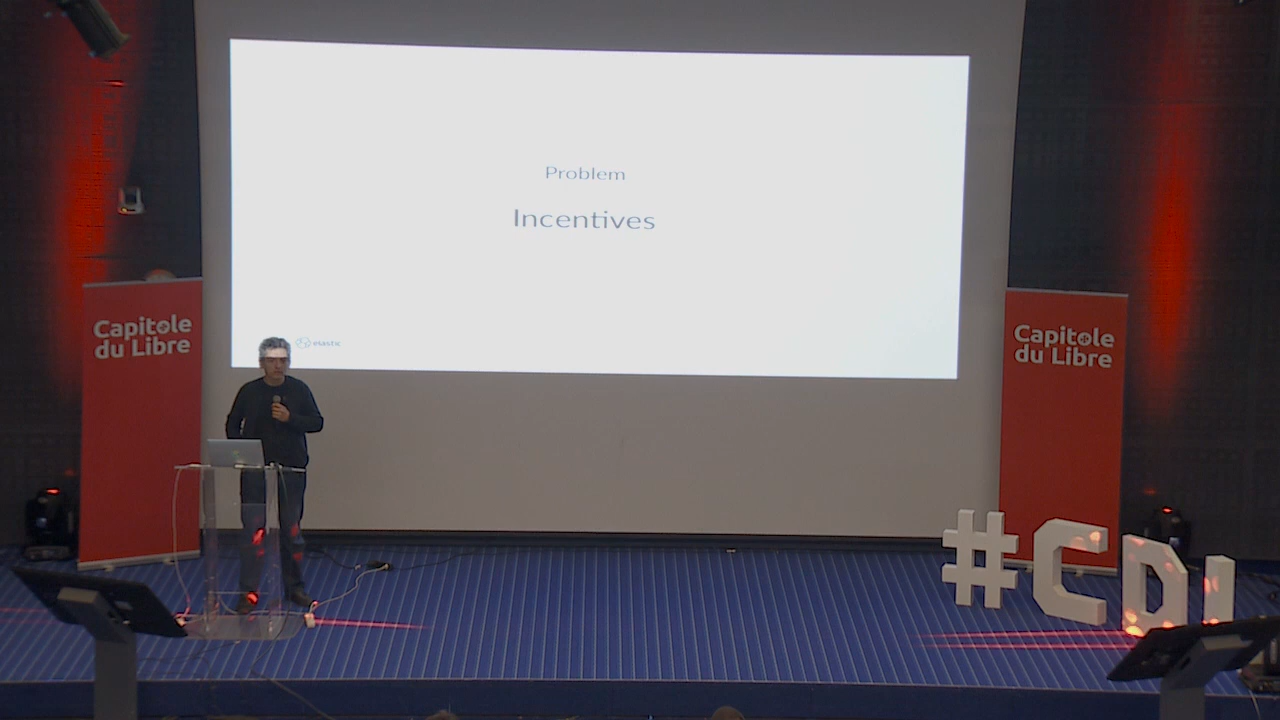 Problem
Incentives
elastic
Capitole
du Libre
Capitole
du Libre
#CDL